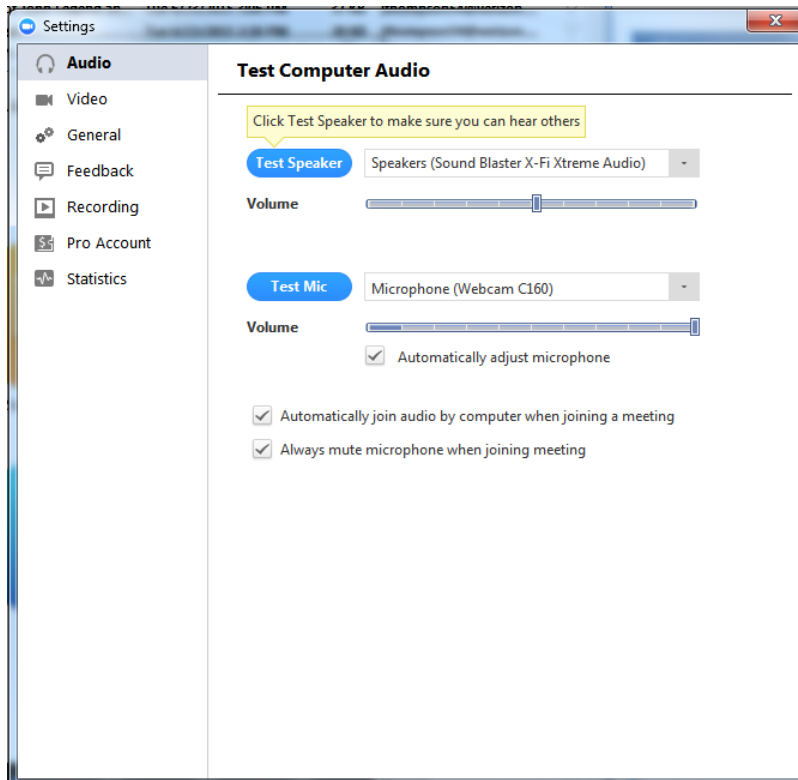 Settings
Audio
Video
General
Feedback
Recording
Pro Account
Statistics
Test Computer Audio
Click Test Speaker to make sure you can hear others
Test Speaker
Speakers (Sound Blaster X-Fi Xtreme Audio)
Volume
Test Mic
Microphone (Webcam C160)
Volume
Automatically adjust microphone
Automatically join audio by computer when joining a meeting
Always mute microphone when joining meeting